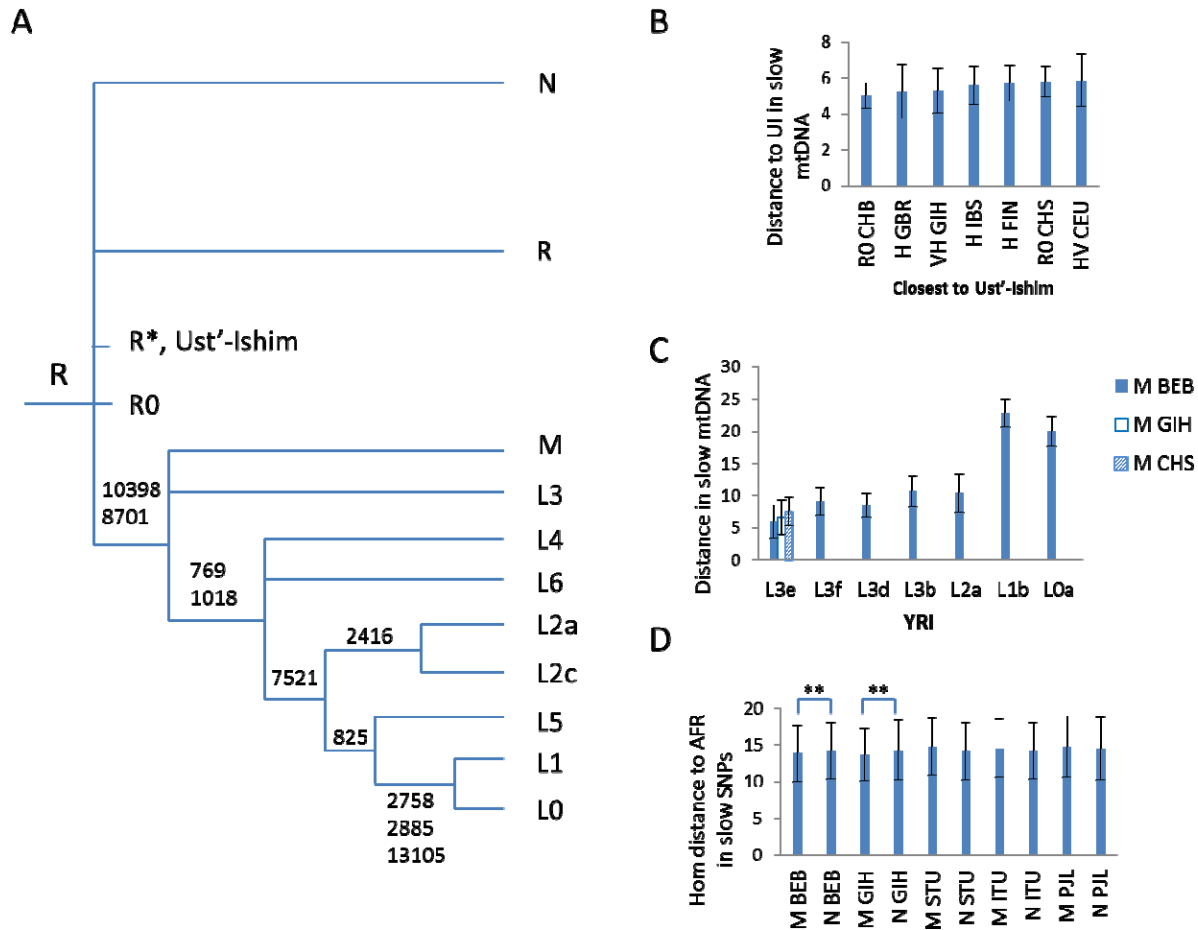 A
N
R
R*, Ust’-Ishim
R
R0
M
10398
8701
L3
L4
769
1018
L6
L2a
2416
L2c
7521
L5
825
L1
2758
2885
13105
L0
B
Distance to UI in slow
mtDNA
8
6
4
2
0
R0 CHB
H GBR
VH GIH
H IBS
H FIN
R0 CHS
HV CEU
Closest to Ust’-Ishim
C
Distance in slow mtDNA
30
25
20
15
10
5
0
M BEB
M GIH
M CHS
L3e L3f L3d L3b L2a L1b L0a
YRI
D
Hom distance to AFR
in slow SNPs
** **
20
15
10
5
0
M BEB
N BEB
M GIH
N GIH
M STU
N STU
M ITU
N ITU
M PJL
N PJL